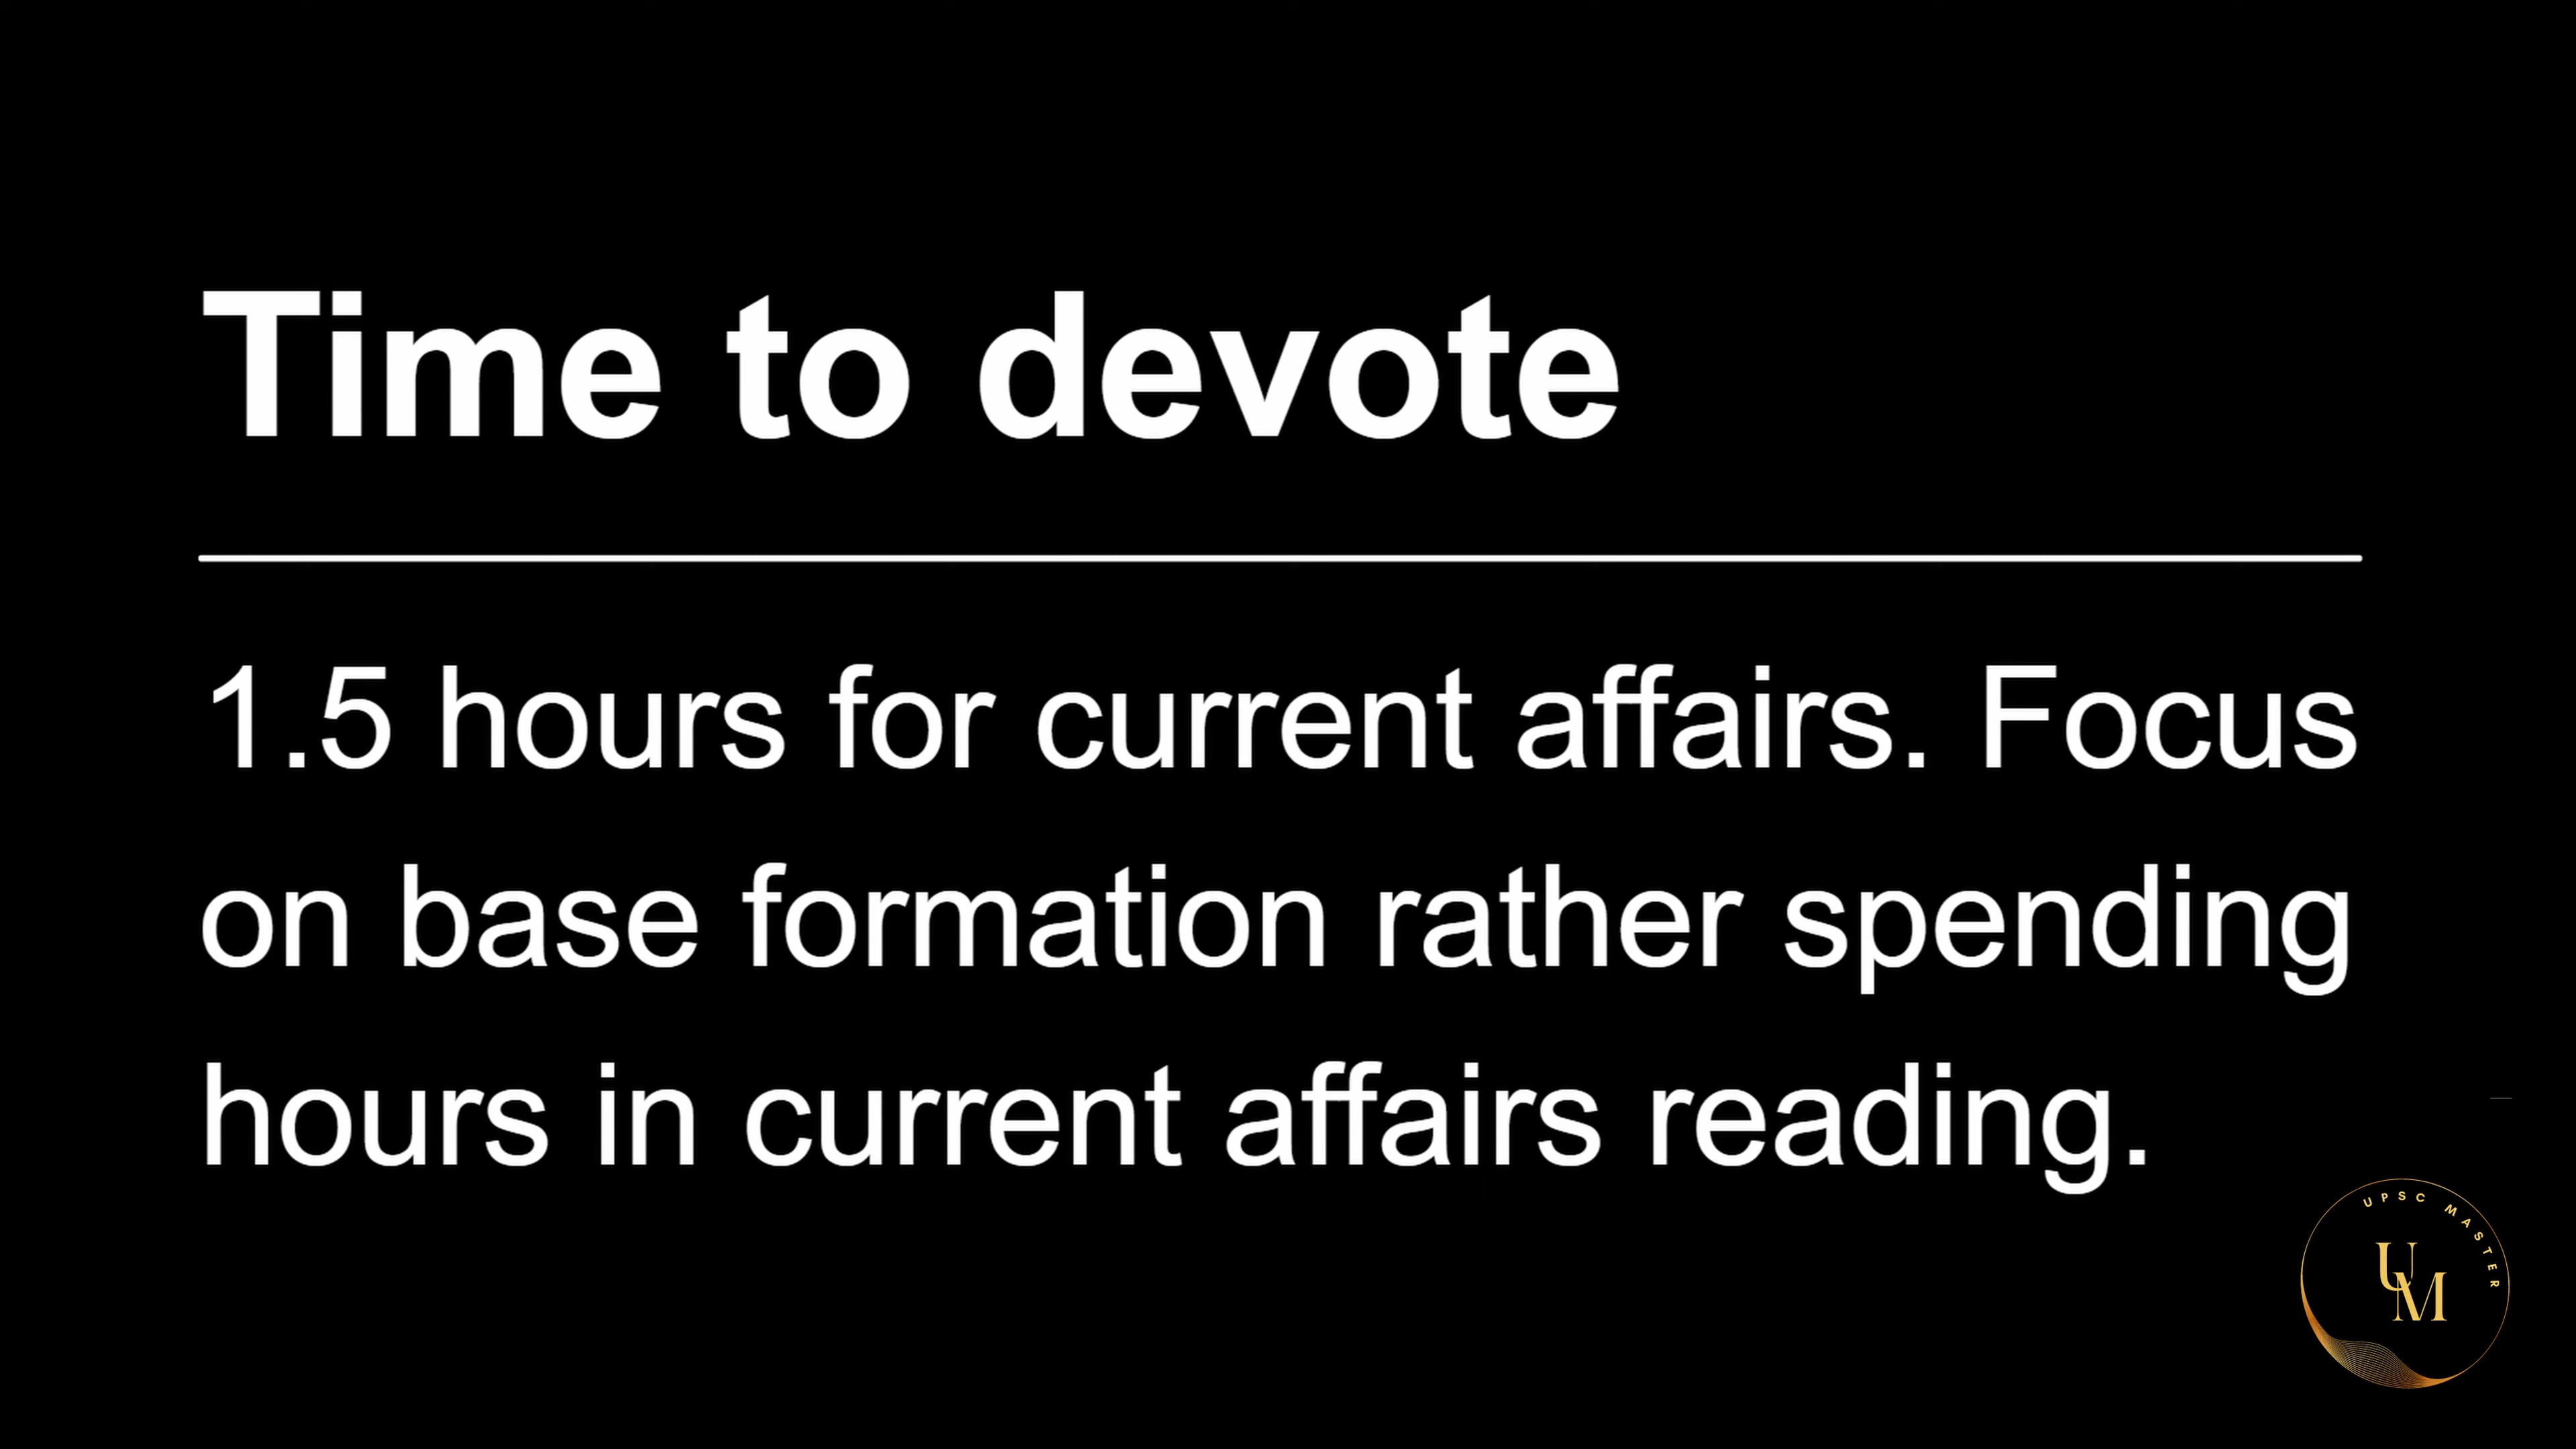 Time to devote
1.5 hours for current affairs. Focus
on base formation rather spending
hours in current affairs reading.
UPSC MASTER
UM